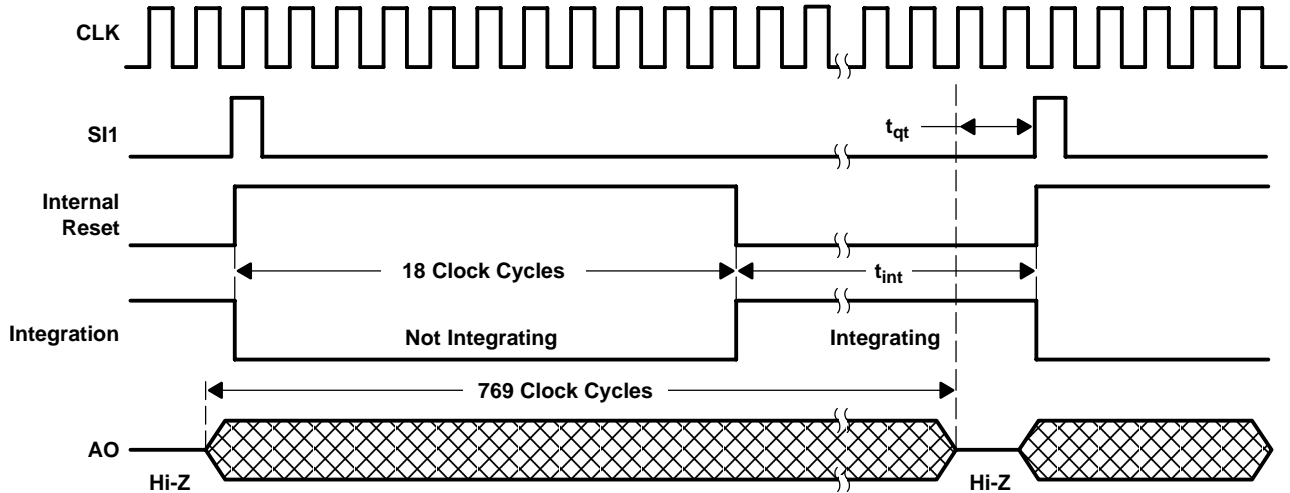 CLK
SI1
t_qt
Internal
Reset
18 Clock Cycles
t_int
Integration
Not Integrating
Integrating
769 Clock Cycles
AO
Hi-Z
Hi-Z